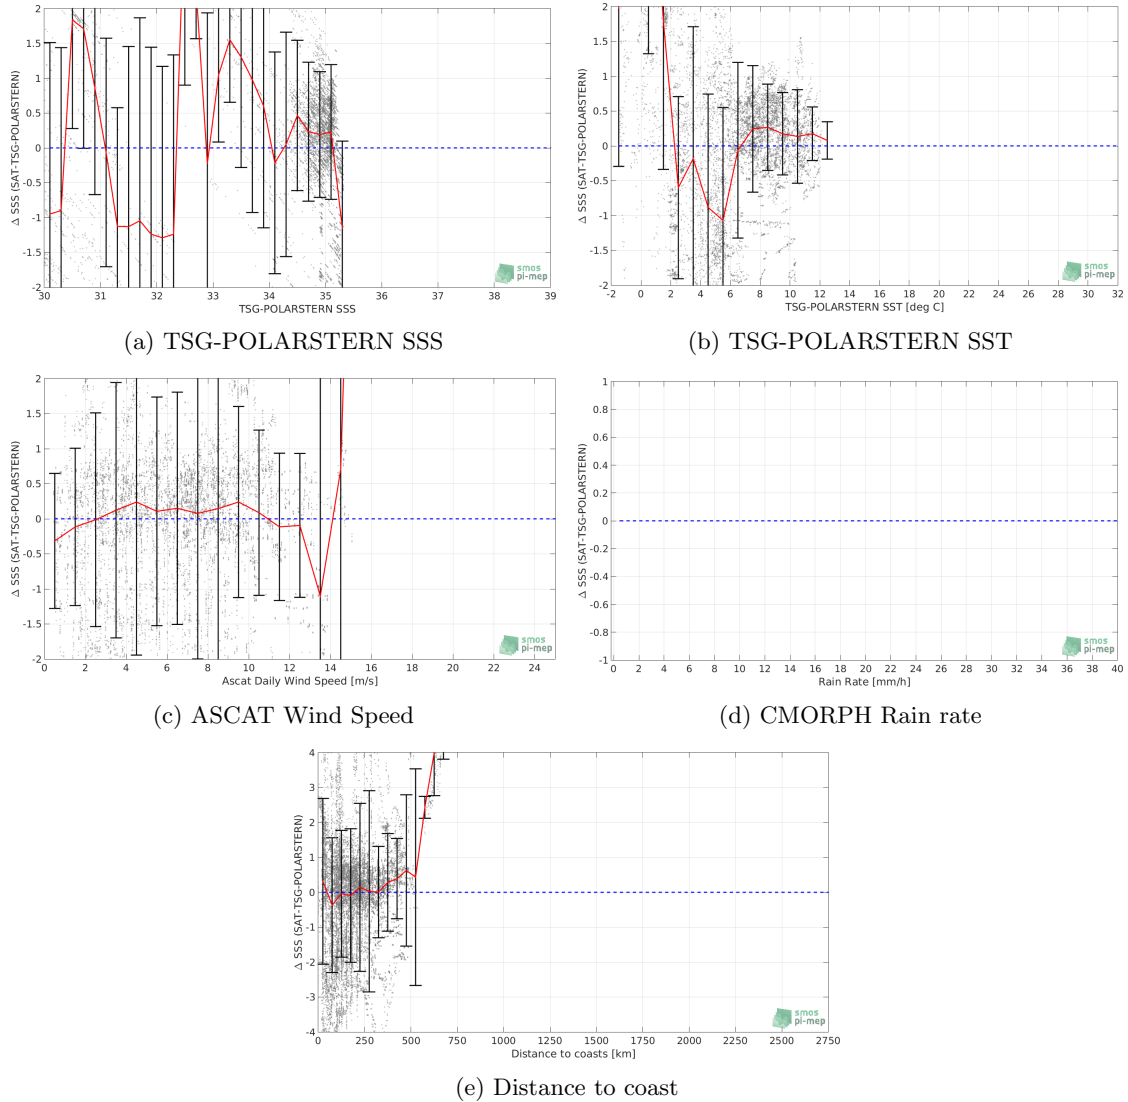 2
1.5
1
0.5
0
-0.5
-1
-1.5
-2
Δ SSS (SAT-TSG-POLARSTERN)
30 31 32 33 34 35 36 37 38 39
TSG-POLARSTERN SSS
smos
pi-mep
(a) TSG-POLARSTERN SSS
2
1.5
1
0.5
0
-0.5
-1
-1.5
-2
Δ SSS (SAT-TSG-POLARSTERN)
-2 0 2 4 6 8 10 12 14 16 18 20 22 24 26 28 30 32
TSG-POLARSTERN SST [deg C]
smos
pi-mep
(b) TSG-POLARSTERN SST
2
1.5
1
0.5
0
-0.5
-1
-1.5
-2
Δ SSS (SAT-TSG-POLARSTERN)
0 2 4 6 8 10 12 14 16 18 20 22 24
Ascat Daily Wind Speed [m/s]
smos
pi-mep
(c) ASCAT Wind Speed
1
0.8
0.6
0.4
0.2
0
-0.2
-0.4
-0.6
-0.8
-1
Δ SSS (SAT-TSG-POLARSTERN)
0 2 4 6 8 10 12 14 16 18 20 22 24 26 28 30 32 34 36 38 40
Rain Rate [mm/h]
smos
pi-mep
(d) CMORPH Rain rate
4
3
2
1
0
-1
-2
-3
-4
Δ SSS (SAT-TSG-POLARSTERN)
0 250 500 750 1000 1250 1500 1750 2000 2250 2500 2750
Distance to coasts [km]
smos
pi-mep
(e) Distance to coast